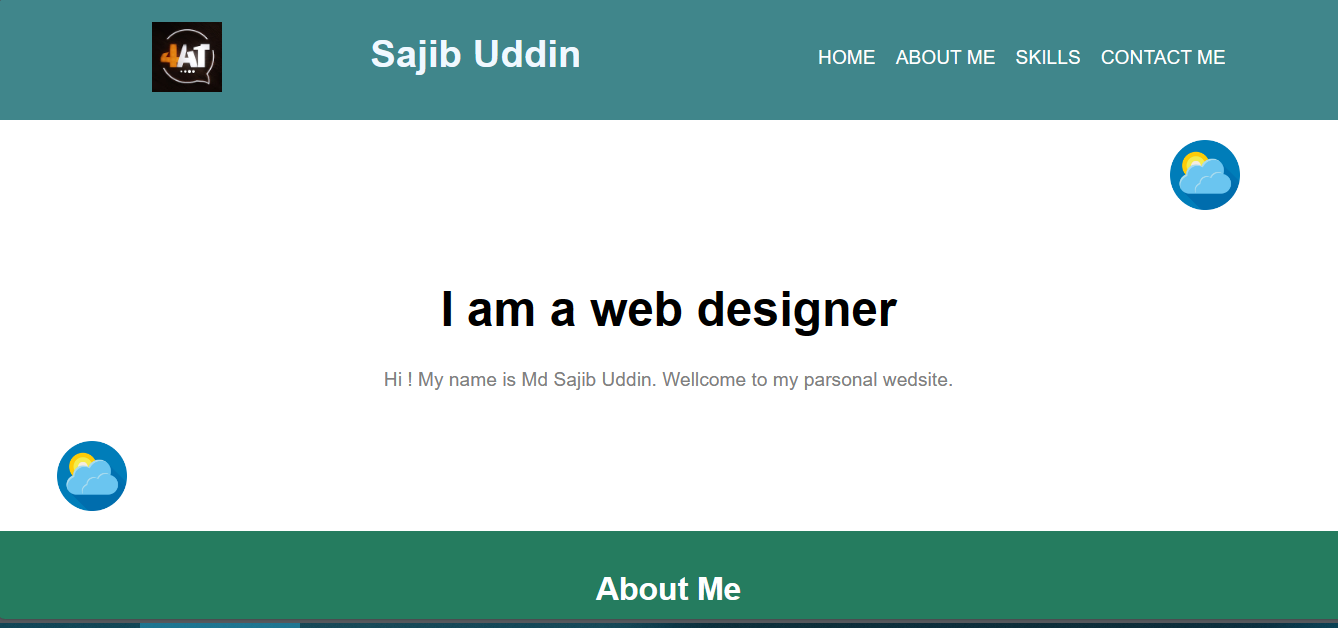 4AT
Sajib Uddin
HOME ABOUT ME SKILLS CONTACT ME
I am a web designer
Hi ! My name is Md Sajib Uddin. Wellcome to my parsonal wedsite.
About Me